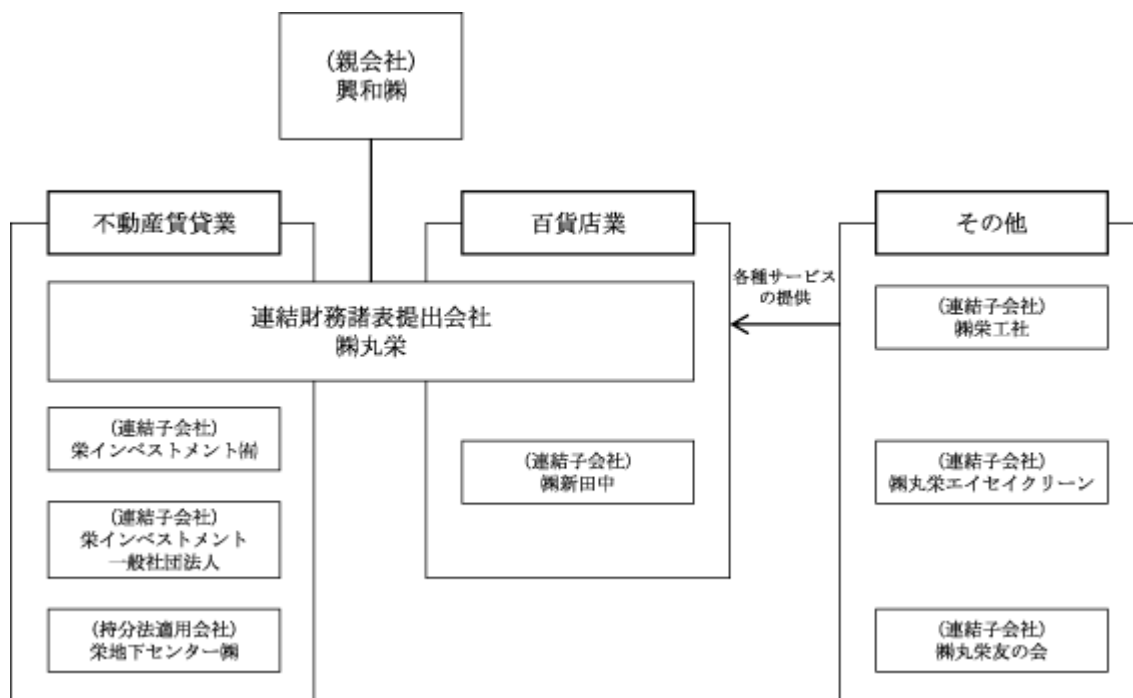 (親会社)
興和㈱
不動産賃貸業
百貨店業
その他
連結財務諸表提出会社
㈱丸栄
各種サービス
の提供
(連結子会社)
㈱栄工社
(連結子会社)
栄インベストメント㈲
(連結子会社)
㈱新田中
(連結子会社)
㈱丸栄エイセイクリーン
(連結子会社)
栄インベストメント
一般社団法人
(持分法適用会社)
栄地下センター㈱
(連結子会社)
㈱丸栄友の会